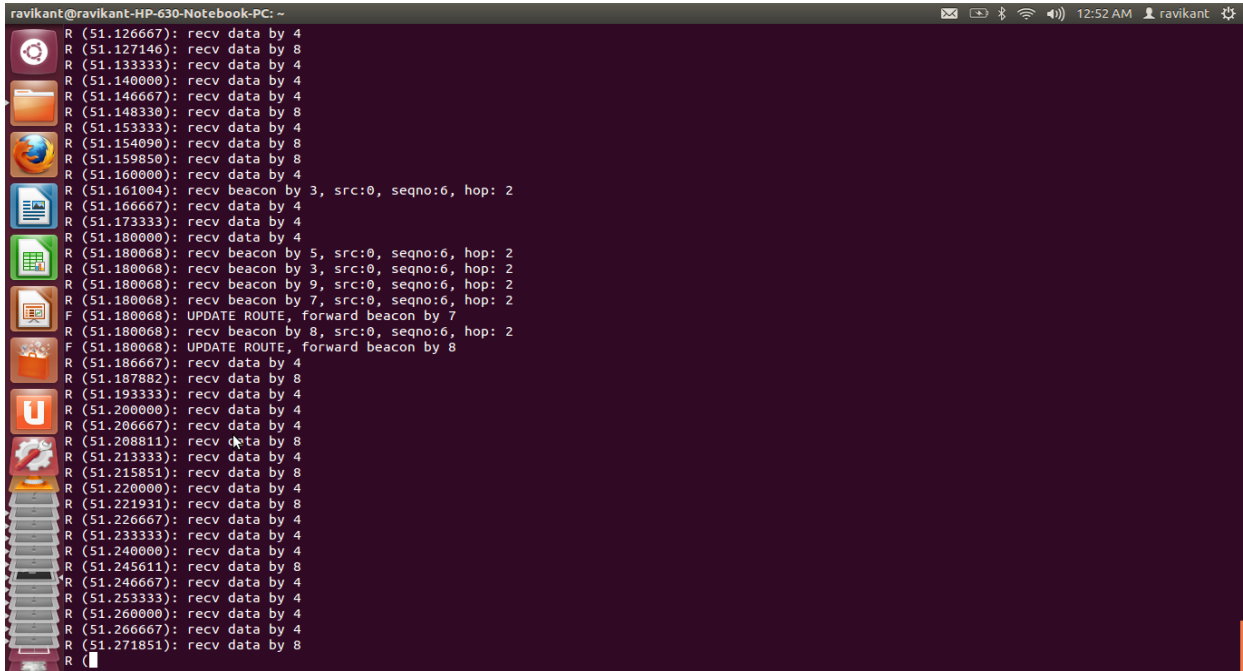 ravikant@ravikant-HP-630-Notebook-PC: ~
12:52 AM ravikant
R (51.126667): recv data by 4
R (51.127146): recv data by 8
R (51.133333): recv data by 4
R (51.140000): recv data by 4
R (51.146667): recv data by 4
R (51.148330): recv data by 8
R (51.153333): recv data by 4
R (51.154090): recv data by 8
R (51.159850): recv data by 8
R (51.160000): recv data by 4
R (51.161004): recv beacon by 3, src:0, seqno:6, hop: 2
R (51.166667): recv data by 4
R (51.173333): recv data by 4
R (51.180000): recv data by 4
R (51.180068): recv beacon by 5, src:0, seqno:6, hop: 2
R (51.180068): recv beacon by 3, src:0, seqno:6, hop: 2
R (51.180068): recv beacon by 9, src:0, seqno:6, hop: 2
R (51.180068): recv beacon by 7, src:0, seqno:6, hop: 2
F (51.180068): UPDATE ROUTE, forward beacon by 7
R (51.180068): recv beacon by 8, src:0, seqno:6, hop: 2
F (51.180068): UPDATE ROUTE, forward beacon by 8
R (51.186667): recv data by 4
R (51.187882): recv data by 8
R (51.193333): recv data by 4
R (51.200000): recv data by 4
R (51.206667): recv data by 4
R (51.208811): recv data by 8
R (51.213333): recv data by 4
R (51.215851): recv data by 8
R (51.220000): recv data by 4
R (51.221931): recv data by 8
R (51.226667): recv data by 4
R (51.233333): recv data by 4
R (51.240000): recv data by 4
R (51.245611): recv data by 8
R (51.246667): recv data by 4
R (51.253333): recv data by 4
R (51.260000): recv data by 4
R (51.266667): recv data by 4
R (51.271851): recv data by 8
R (